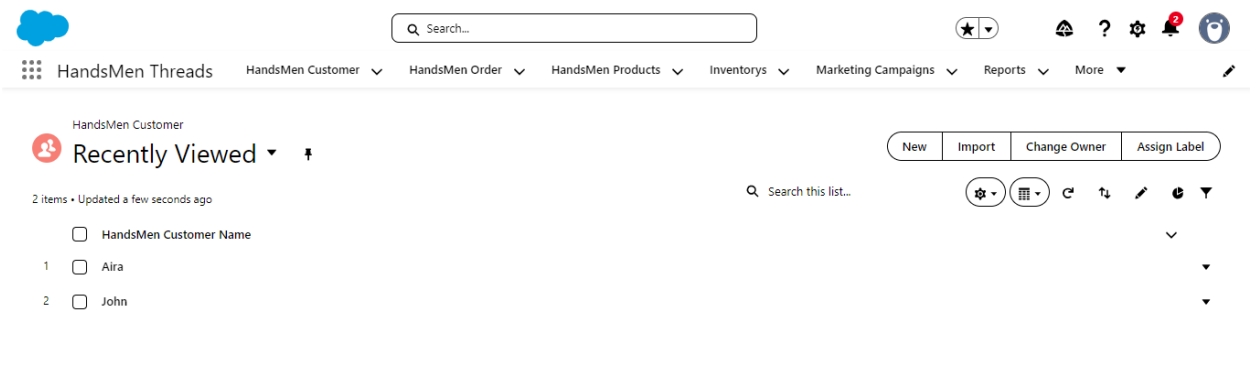 Search...
2
HandsMen Threads HandsMen Customer HandsMen Order HandsMen Products Inventorys Marketing Campaigns Reports More
HandsMen Customer
Recently Viewed
New Import Change Owner Assign Label
2 items • Updated a few seconds ago
Search this list...
HandsMen Customer Name
1 Aira
2 John